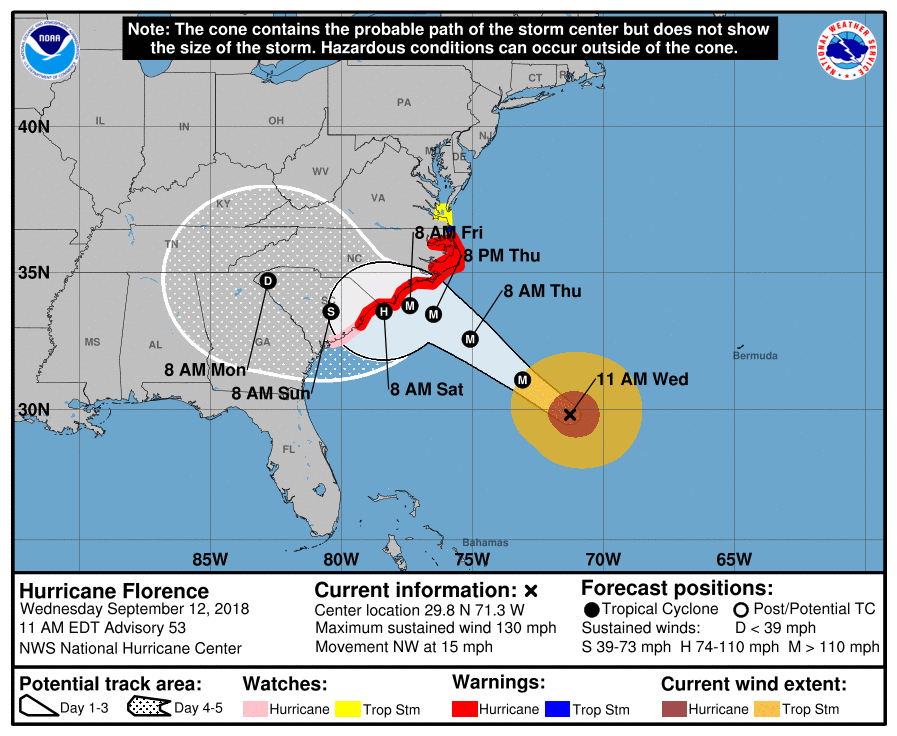 Note: The cone contains the probable path of the storm center but does not show
the size of the storm. Hazardous conditions can occur outside of the cone.
NOAA
NATIONAL WEATHER SERVICE
CT
PA
NJ
40N
IL
IN
OH
DE
WV
KY
VA
8 AM Fri
TN
NC
8 PM Thu
35N
D
8 AM Thu
SC
S
H
M
M
M
MS
AL
GA
Bermuda
8 AM Mon
M
11 AM Wed
8 AM Sun
8 AM Sat
30N
FL
Bahamas
85W
80W
75W
70W
65W
Hurricane Florence
Wednesday September 12, 2018
11 AM EDT Advisory 53
NWS National Hurricane Center
Current information: ×
Center location 29.8 N 71.3 W
Maximum sustained wind 130 mph
Movement NW at 15 mph
Forecast positions:
Tropical Cyclone Post/Potential TC
Sustained winds: D < 39 mph
S 39-73 mph H 74-110 mph M > 110 mph
Potential track area:
Day 1-3 Day 4-5
Watches:
Hurricane Trop Stm
Warnings:
Hurricane Trop Stm
Current wind extent:
Hurricane Trop Stm